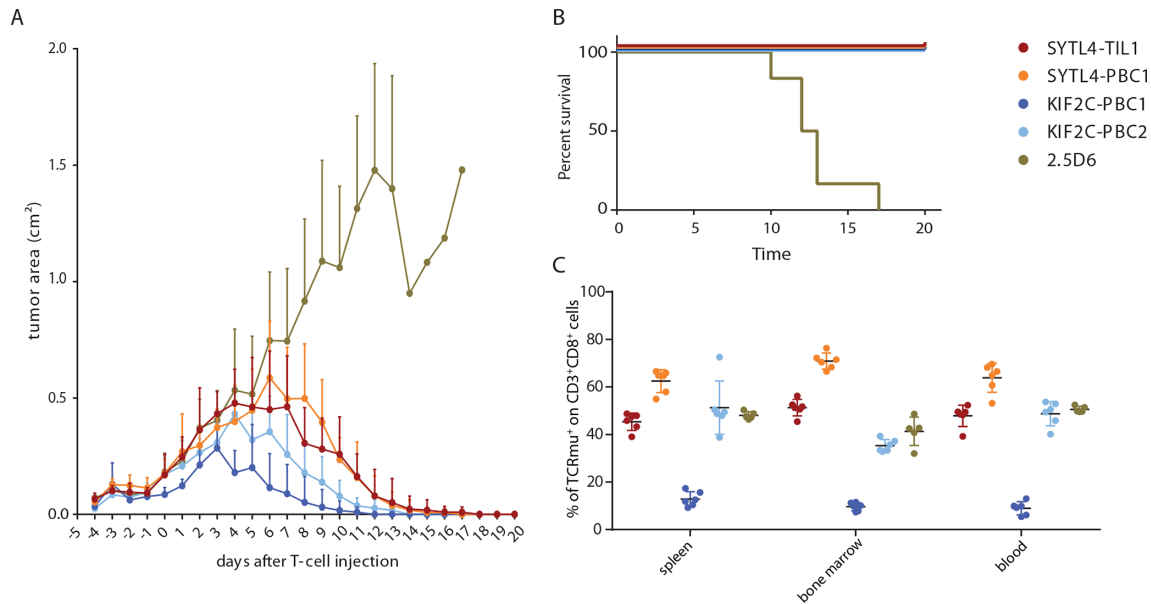 A
2.0
1.5
1.0
0.5
0.0
tumor area (cm²)
-5 -4 -3 -2 -1 0 1 2 3 4 5 6 7 8 9 10 11 12 13 14 15 16 17 18 19 20
days after T-cell injection
B
100
50
0
Percent survival
0 5 10 15 20
Time
SYTL4-TIL1
SYTL4-PBC1
KIF2C-PBC1
KIF2C-PBC2
2.5D6
C
100
80
60
40
20
0
% of TCRmu⁺ on CD3⁺CD8⁺ cells
spleen
bone marrow
blood